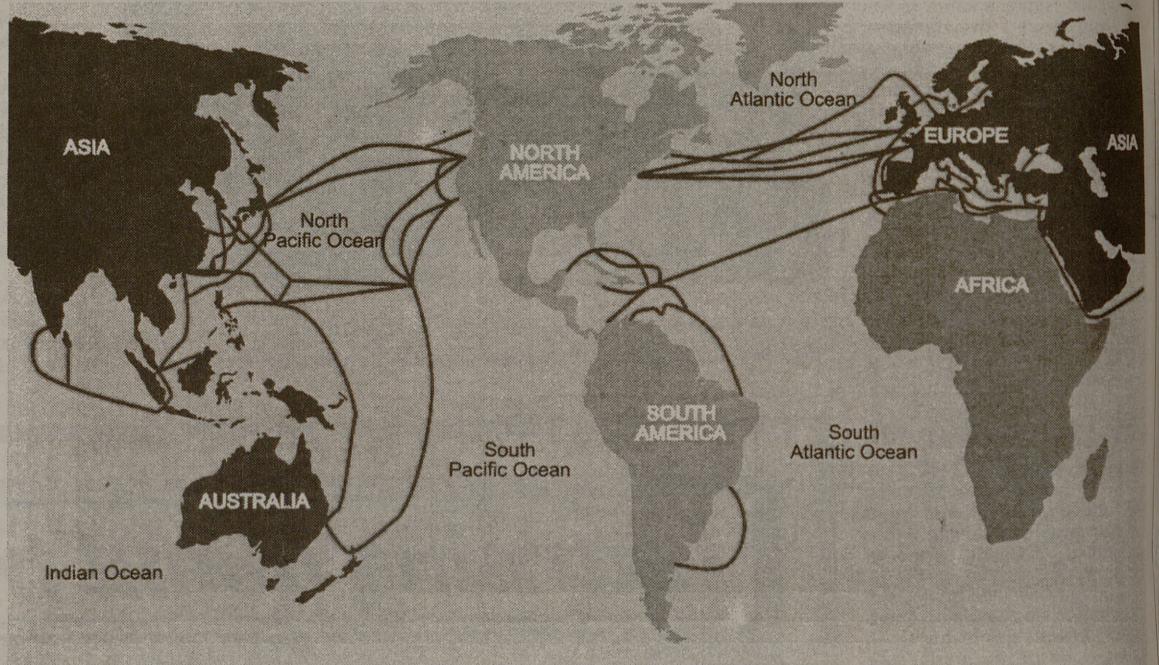 North
Atlantic Ocean
ASIA
NORTH
AMERICA
EUROPE
ASIA
North
Pacific Ocean
AFRICA
SOUTH
AMERICA
South
Pacific Ocean
South
Atlantic Ocean
AUSTRALIA
Indian Ocean